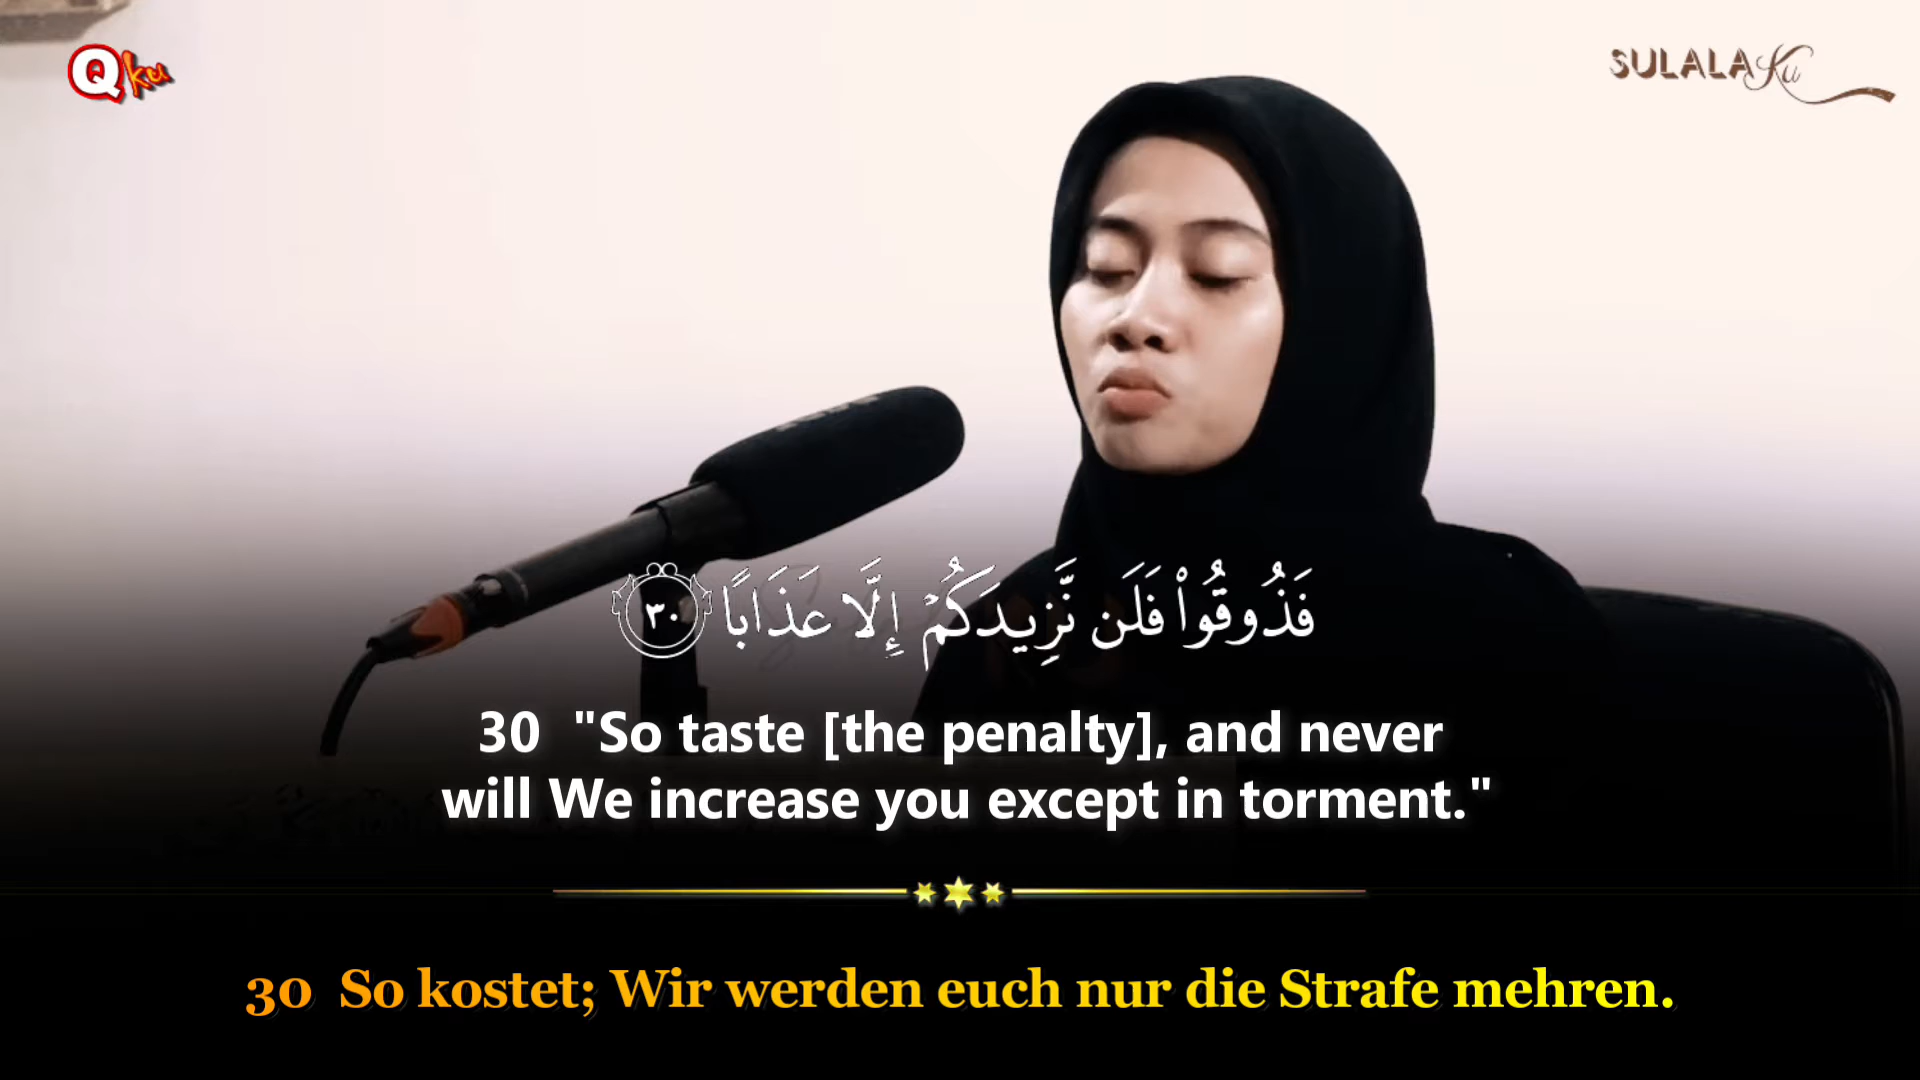 Qku
SULALAKu
فَذُوقُوا۟ فَلَن نَّزِيدَكُمْ إِلَّا عَذَابًا ٣٠
30 "So taste [the penalty], and never
will We increase you except in torment."
30 So kostet; Wir werden euch nur die Strafe mehren.